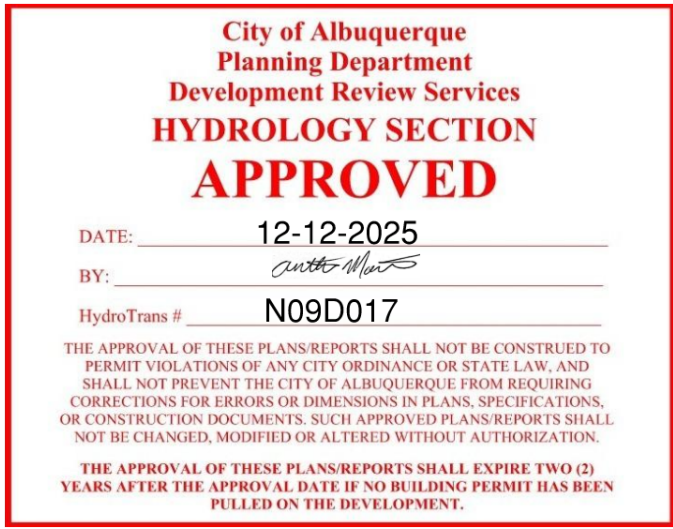 City of Albuquerque
Planning Department
Development Review Services
HYDROLOGY SECTION
APPROVED
DATE: 12-12-2025
BY:
HydroTrans # N09D017
THE APPROVAL OF THESE PLANS/REPORTS SHALL NOT BE CONSTRUED TO
PERMIT VIOLATIONS OF ANY CITY ORDINANCE OR STATE LAW, AND
SHALL NOT PREVENT THE CITY OF ALBUQUERQUE FROM REQUIRING
CORRECTIONS FOR ERRORS OR DIMENSIONS IN PLANS, SPECIFICATIONS,
OR CONSTRUCTION DOCUMENTS. SUCH APPROVED PLANS/REPORTS SHALL
NOT BE CHANGED, MODIFIED OR ALTERED WITHOUT AUTHORIZATION.
THE APPROVAL OF THESE PLANS/REPORTS SHALL EXPIRE TWO (2)
YEARS AFTER THE APPROVAL DATE IF NO BUILDING PERMIT HAS BEEN
PULLED ON THE DEVELOPMENT.